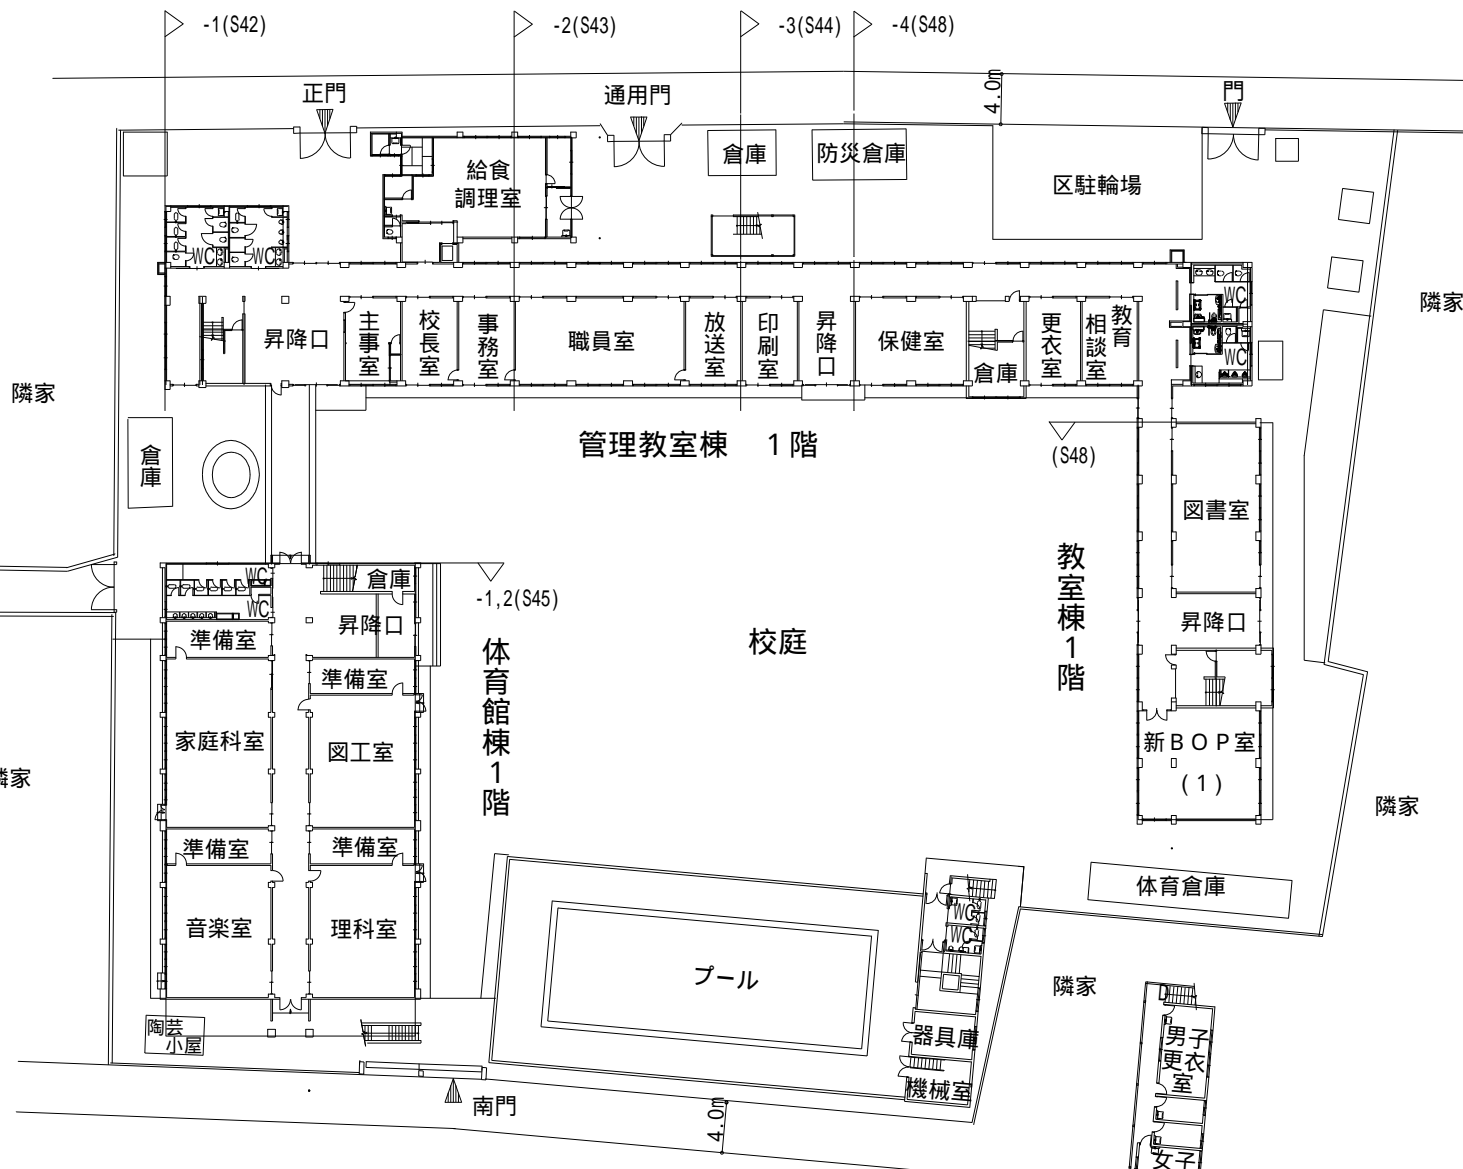 -1(S42)
-2(S43)
-3(S44)
-4(S48)
正門
通用門
4.0m
門
給食
調理室
倉庫
防災倉庫
区駐輪場
WC
WC
WC
WC
隣家
昇降口
主事室
校長室
事務室
職員室
放送室
印刷室
昇降口
保健室
倉庫
更衣室
教育
相談室
隣家
管理教室棟　1階
(S48)
倉庫
図書室
教室棟1階
WC
WC
倉庫
-1,2(S45)
準備室
昇降口
体育館棟1階
校庭
昇降口
準備室
家庭科室
図工室
新BOP室
(1)
隣家
隣家
準備室
準備室
体育倉庫
音楽室
理科室
プール
WC
WC
隣家
陶芸
小屋
器具庫
機械室
男子
更衣
室
南門
4.0m
女子